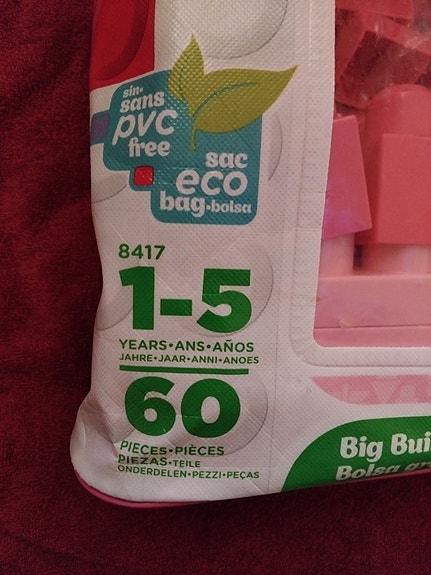 sin•
sans
pvc
free
sac
eco
bag•bolsa
8417
1-5
YEARS•ANS•AÑOS
JAHRE•JAAR•ANNI•ANOES
60
PIECES•PIÈCES
PIEZAS•TEILE
ONDERDELEN•PEZZI•PEÇAS
Big Bui
Bolsa gr